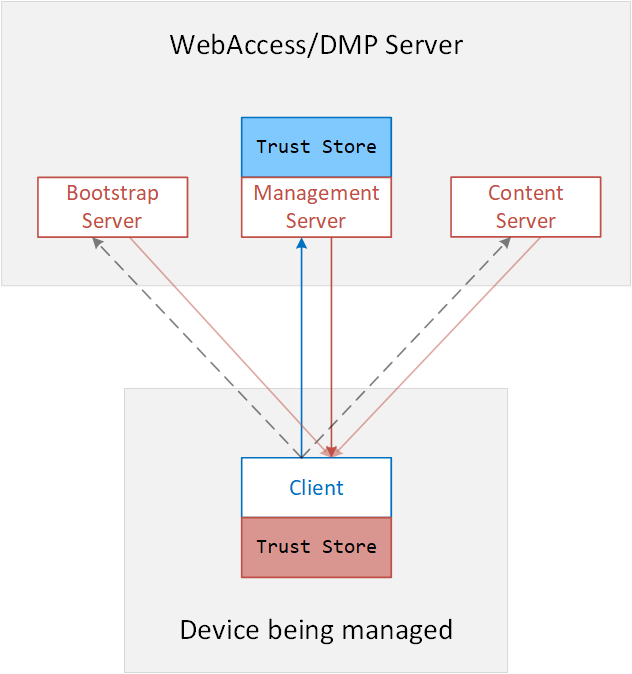 WebAccess/DMP Server
Trust Store
Bootstrap
Server
Management
Server
Content
Server
Client
Trust Store
Device being managed